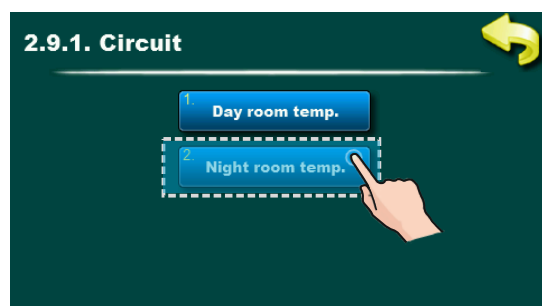 2.9.1. Circuit
1.
Day room temp.
2.
Night room temp.